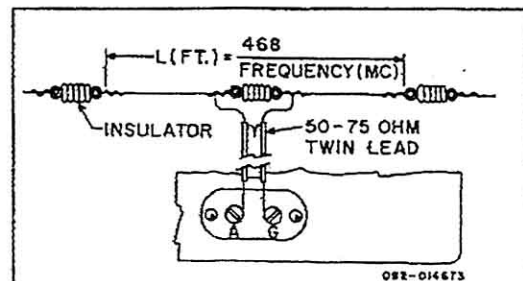 L(FT.)= 468
FREQUENCY(MC)
INSULATOR
50-75 OHM
TWIN LEAD
A G
082-014673